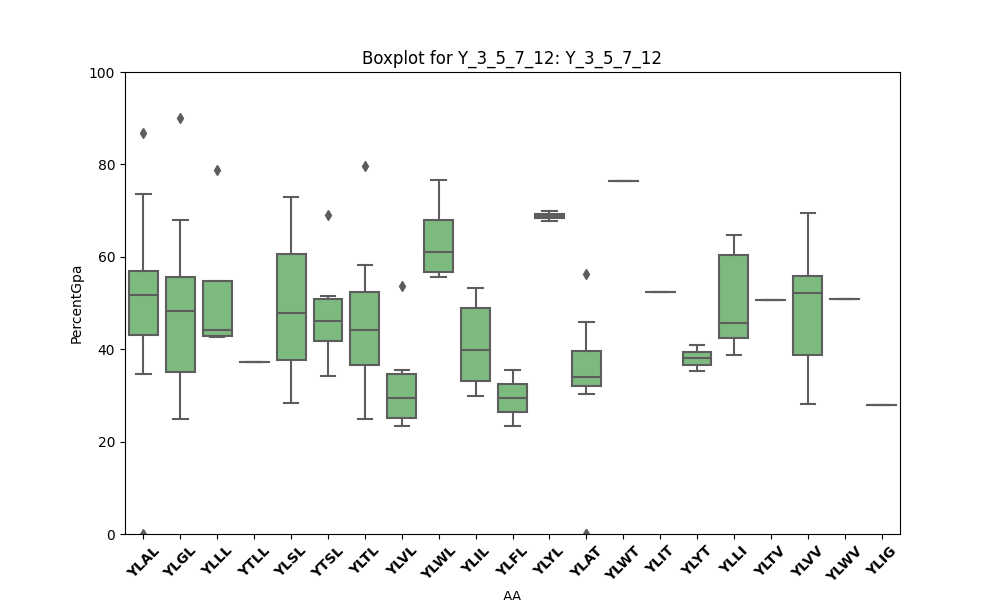 Boxplot for Y_3_5_7_12: Y_3_5_7_12
100
80
60
40
20
0
PercentGpa
YLAL YLGL YLLL YTLL YLSL YTSL YLTL YLVL YLWL YLIL YLFL YLYL YLAT YLWT YLIT YLYT YLLI YLTV YLVV YLWV YLIG
AA